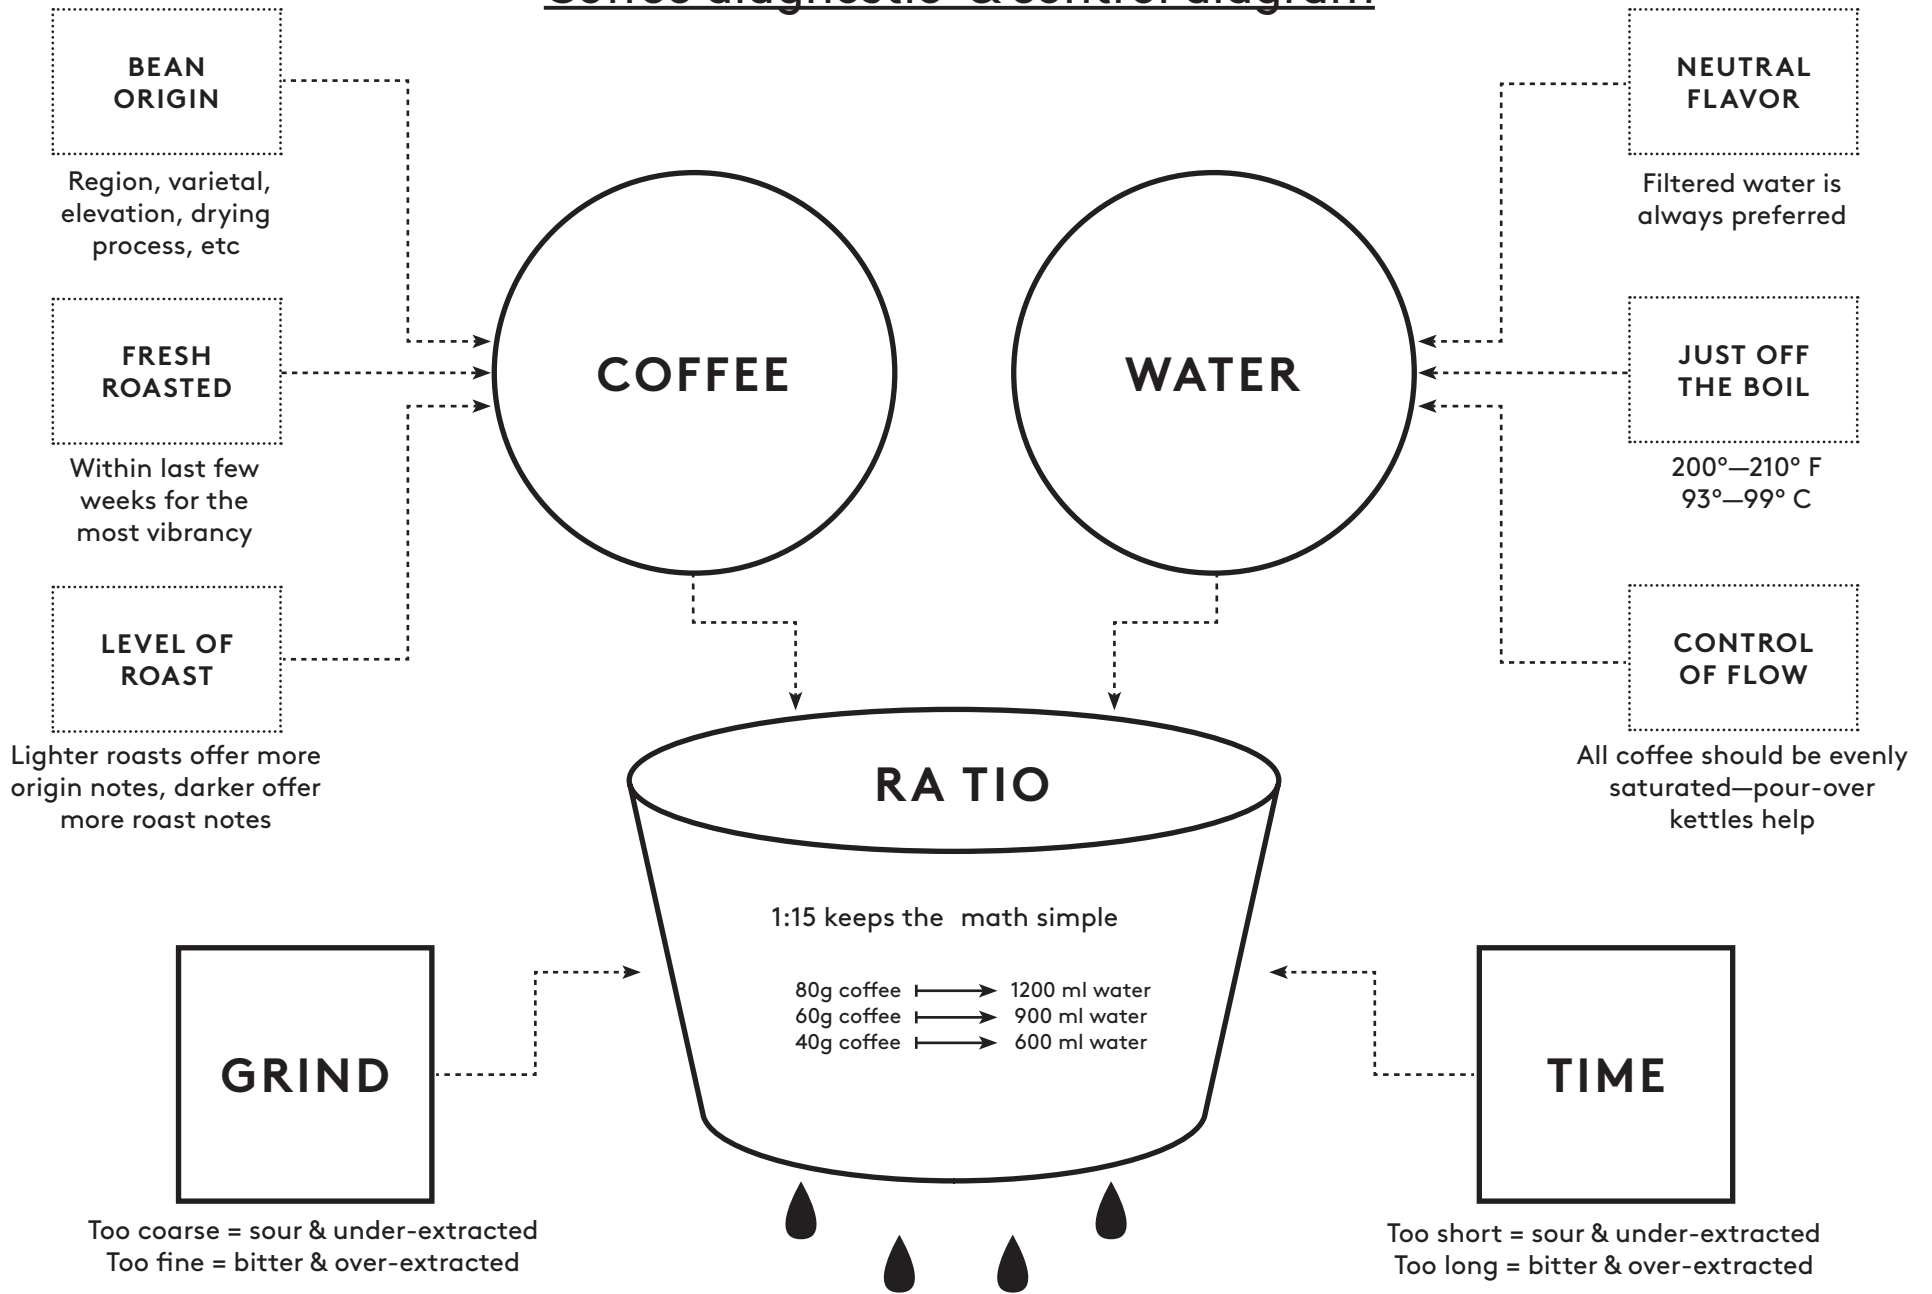 Coffee diagnostic & control diagram
BEAN
ORIGIN
Region, varietal,
elevation, drying
process, etc
FRESH
ROASTED
Within last few
weeks for the
most vibrancy
LEVEL OF
ROAST
Lighter roasts offer more
origin notes, darker offer
more roast notes
COFFEE
WATER
NEUTRAL
FLAVOR
Filtered water is
always preferred
JUST OFF
THE BOIL
200°—210° F
93°—99° C
CONTROL
OF FLOW
All coffee should be evenly
saturated—pour-over
kettles help
RA TIO
1:15 keeps the math simple
80g coffee 1200 ml water
60g coffee 900 ml water
40g coffee 600 ml water
GRIND
Too coarse = sour & under-extracted
Too fine = bitter & over-extracted
TIME
Too short = sour & under-extracted
Too long = bitter & over-extracted